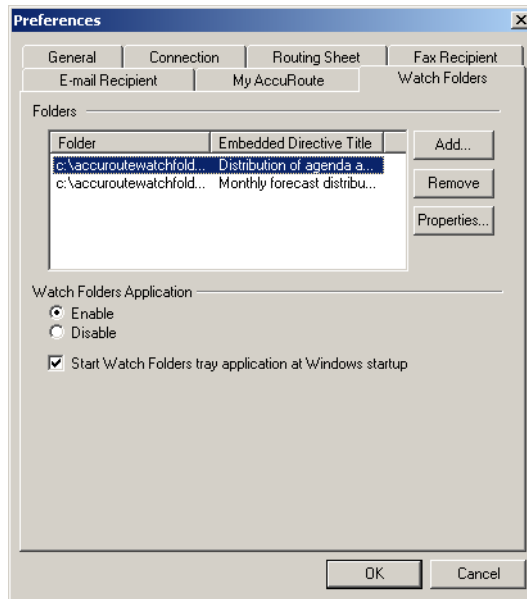 Preferences
General Connection Routing Sheet Fax Recipient
E-mail Recipient My AccuRoute Watch Folders
Folders
Folder Embedded Directive Title Add...
c:\accuroutewatchfold... Distribution of agenda a...
c:\accuroutewatchfold... Monthly forecast distribu... Remove
Properties...
Watch Folders Application
Enable
Disable
Start Watch Folders tray application at Windows startup
OK Cancel